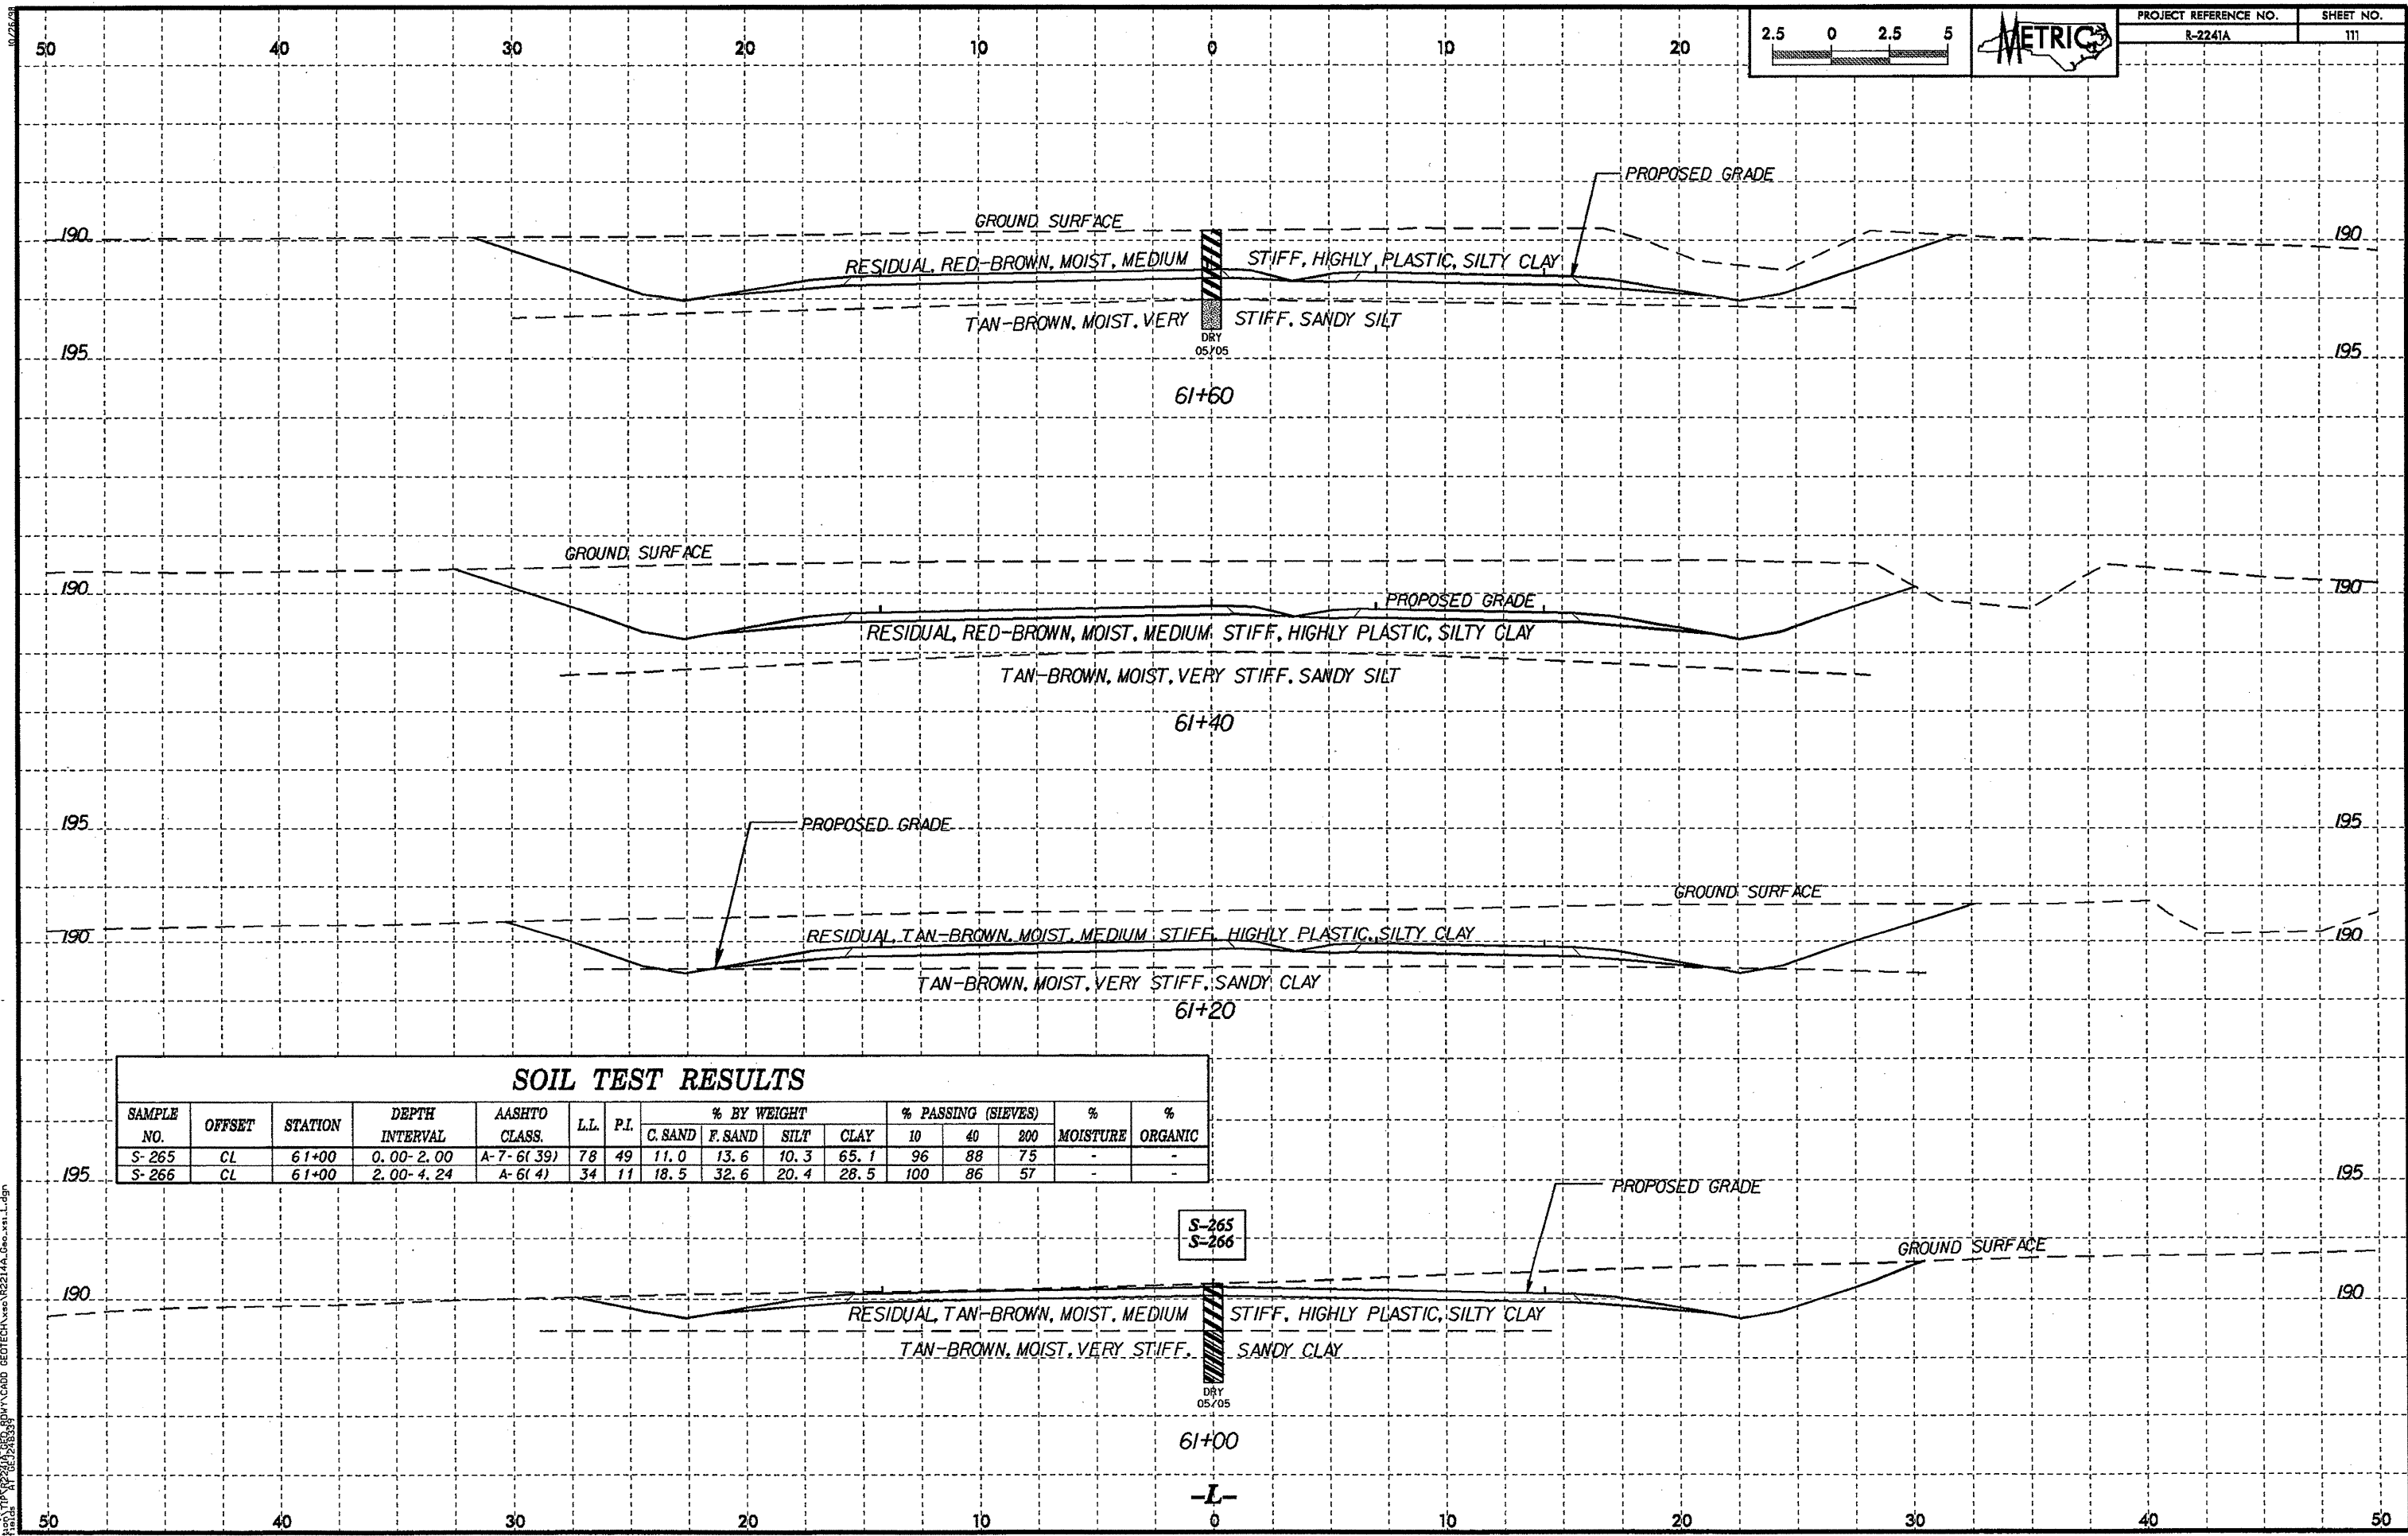 10/26/98
50 40 30 20 10 0 10 20
2.5 0 2.5 5
METRIC
PROJECT REFERENCE NO. SHEET NO.
R-2241A 111
PROPOSED GRADE
GROUND SURFACE
190 190
RESIDUAL, RED-BROWN, MOIST, MEDIUM STIFF, HIGHLY PLASTIC, SILTY CLAY
TAN-BROWN, MOIST, VERY STIFF, SANDY SILT
DRY
05/05
195 195
61+60
GROUND SURFACE
190 190
PROPOSED GRADE
RESIDUAL, RED-BROWN, MOIST, MEDIUM STIFF, HIGHLY PLASTIC, SILTY CLAY
TAN-BROWN, MOIST, VERY STIFF, SANDY SILT
61+40
195 195
PROPOSED GRADE
GROUND SURFACE
190 190
RESIDUAL, TAN-BROWN, MOIST, MEDIUM STIFF, HIGHLY PLASTIC, SILTY CLAY
TAN-BROWN, MOIST, VERY STIFF, SANDY CLAY
61+20
SOIL TEST RESULTS
SAMPLE NO. OFFSET STATION DEPTH INTERVAL AASHTO CLASS. L.L. P.I. % BY WEIGHT % PASSING (SIEVES) % MOISTURE % ORGANIC
C. SAND F. SAND SILT CLAY 10 40 200
S-265 CL 61+00 0.00-2.00 A-7-6(39) 78 49 11.0 13.6 10.3 65.1 96 88 75 - -
S-266 CL 61+00 2.00-4.24 A-6(4) 34 11 18.5 32.6 20.4 28.5 100 86 57 - -
195 195
PROPOSED GRADE
S-265
S-266
GROUND SURFACE
190 190
RESIDUAL, TAN-BROWN, MOIST, MEDIUM STIFF, HIGHLY PLASTIC, SILTY CLAY
TAN-BROWN, MOIST, VERY STIFF, SANDY CLAY
DRY
05/05
61+00
-L-
50 40 30 20 10 0 10 20 30 40 50